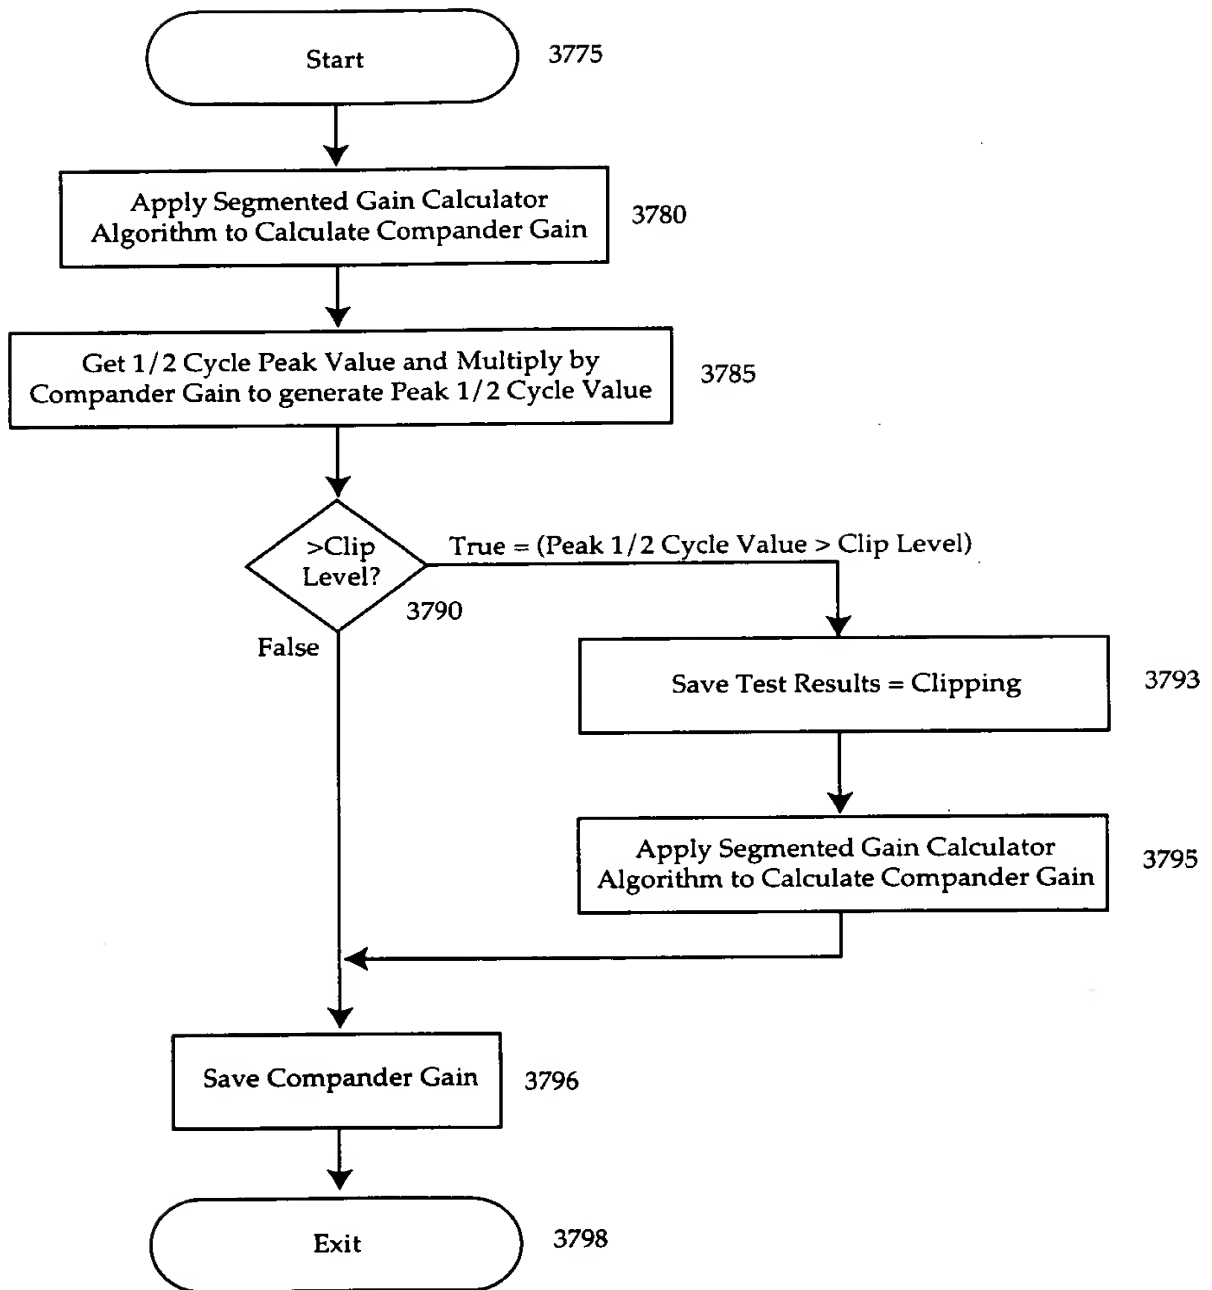 Start
3775
Apply Segmented Gain Calculator
Algorithm to Calculate Compander Gain
3780
Get 1/2 Cycle Peak Value and Multiply by
Compander Gain to generate Peak 1/2 Cycle Value
3785
>Clip
Level?
True = (Peak 1/2 Cycle Value > Clip Level)
3790
False
Save Test Results = Clipping
3793
Apply Segmented Gain Calculator
Algorithm to Calculate Compander Gain
3795
Save Compander Gain
3796
Exit
3798